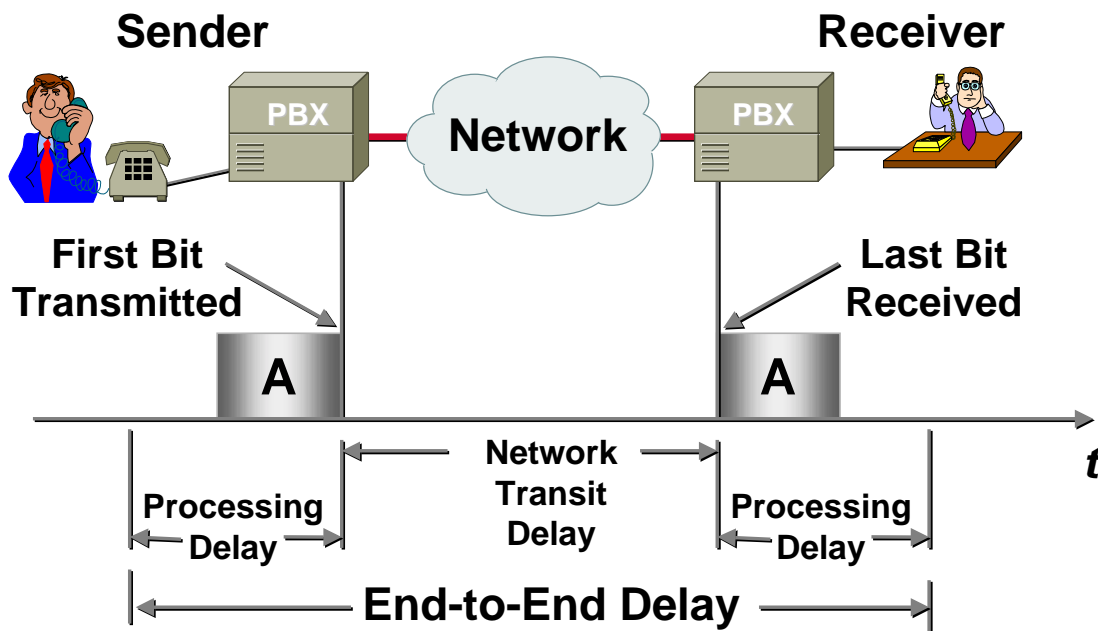 Sender
Receiver
PBX
Network
PBX
First Bit
Transmitted
Last Bit
Received
A
A
t
Processing
Delay
Network
Transit
Delay
Processing
Delay
End-to-End Delay